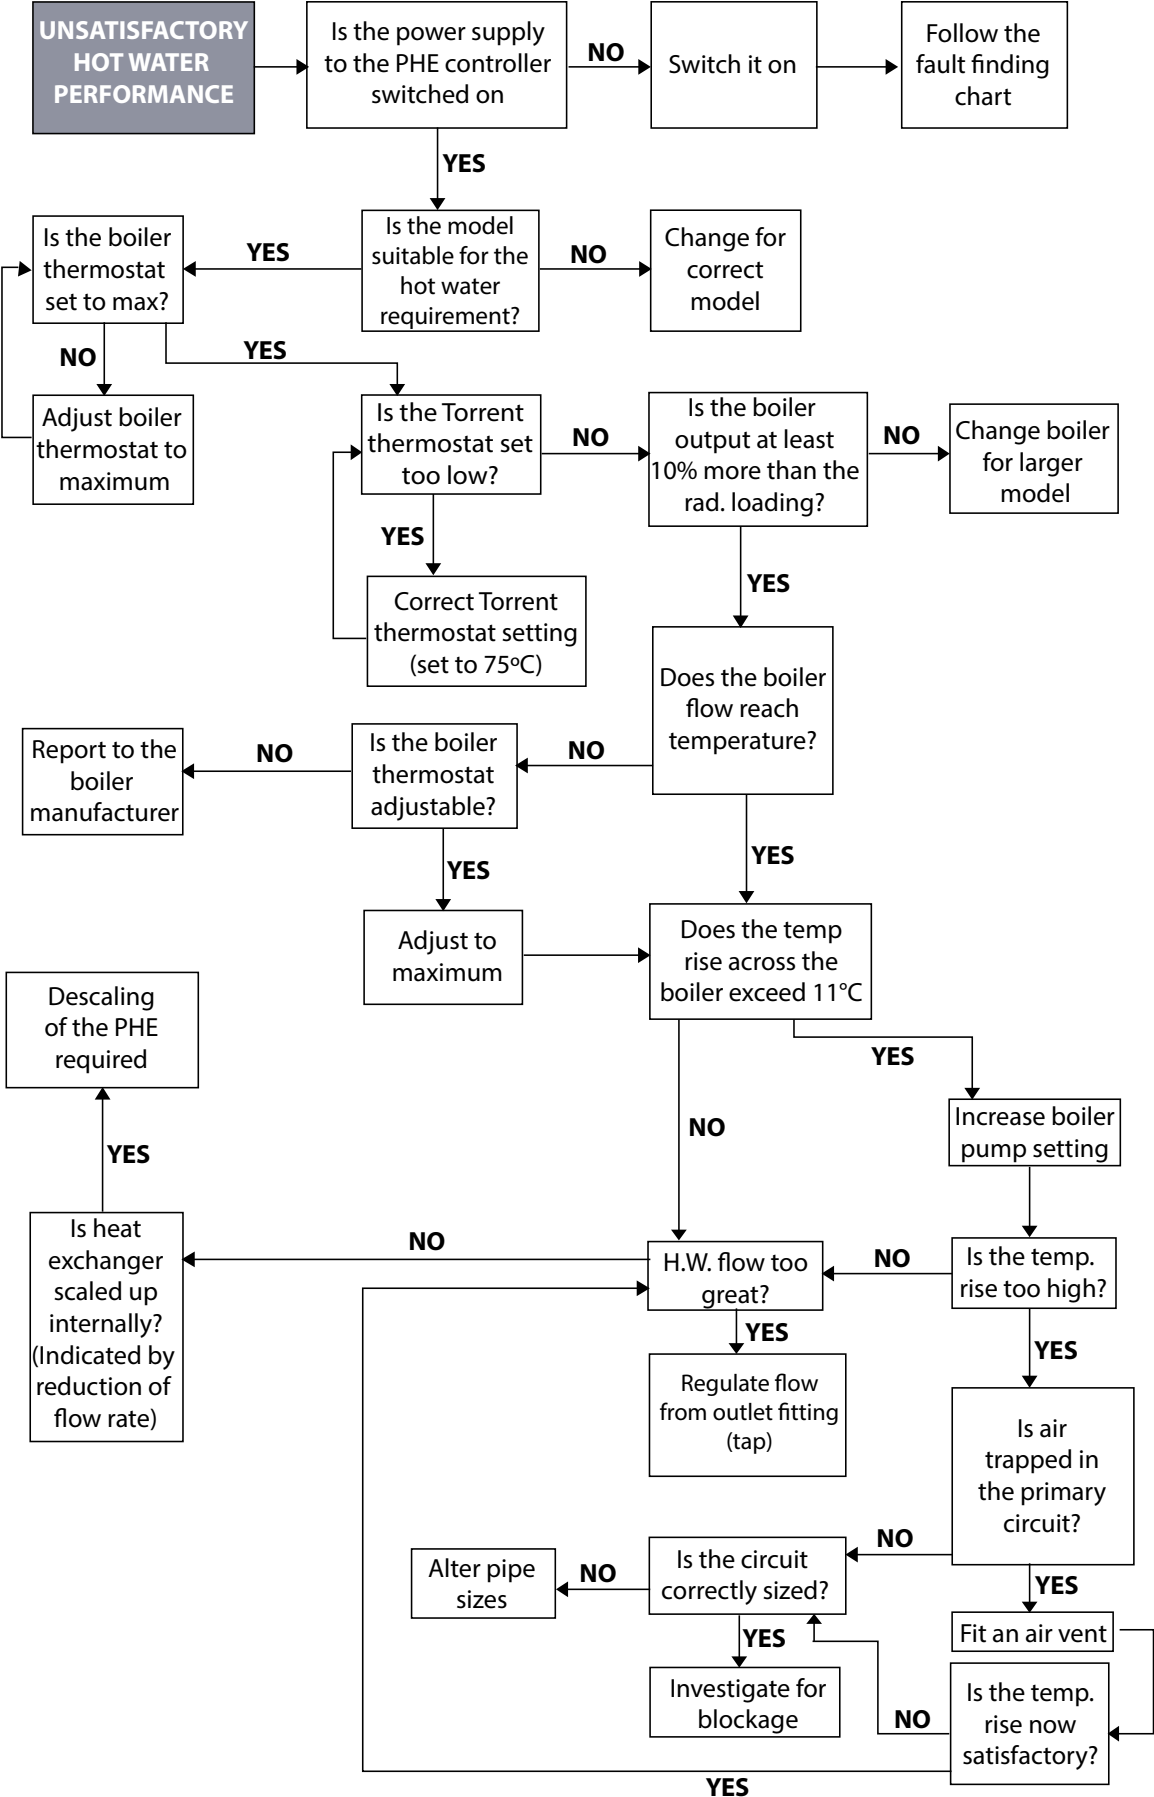 UNSATISFACTORY
HOT WATER
PERFORMANCE
Is the power supply
to the PHE controller
switched on
NO
Switch it on
Follow the
fault finding
chart
YES
Is the boiler
thermostat
set to max?
YES
Is the model
suitable for the
hot water
requirement?
NO
Change for
correct
model
NO
YES
Adjust boiler
thermostat to
maximum
Is the Torrent
thermostat set
too low?
NO
Is the boiler
output at least
10% more than the
rad. loading?
NO
Change boiler
for larger
model
YES
YES
Correct Torrent
thermostat setting
(set to 75ºC)
Does the boiler
flow reach
temperature?
Report to the
boiler
manufacturer
NO
Is the boiler
thermostat
adjustable?
NO
YES
YES
Adjust to
maximum
Does the temp
rise across the
boiler exceed 11°C
Descaling
of the PHE
required
YES
NO
Increase boiler
pump setting
YES
Is heat
exchanger
scaled up
internally?
(Indicated by
reduction of
flow rate)
NO
H.W. flow too
great?
NO
Is the temp.
rise too high?
YES
YES
Regulate flow
from outlet fitting
(tap)
Is air
trapped in
the primary
circuit?
Alter pipe
sizes
NO
Is the circuit
correctly sized?
NO
YES
YES
Fit an air vent
Investigate for
blockage
NO
Is the temp.
rise now
satisfactory?
YES